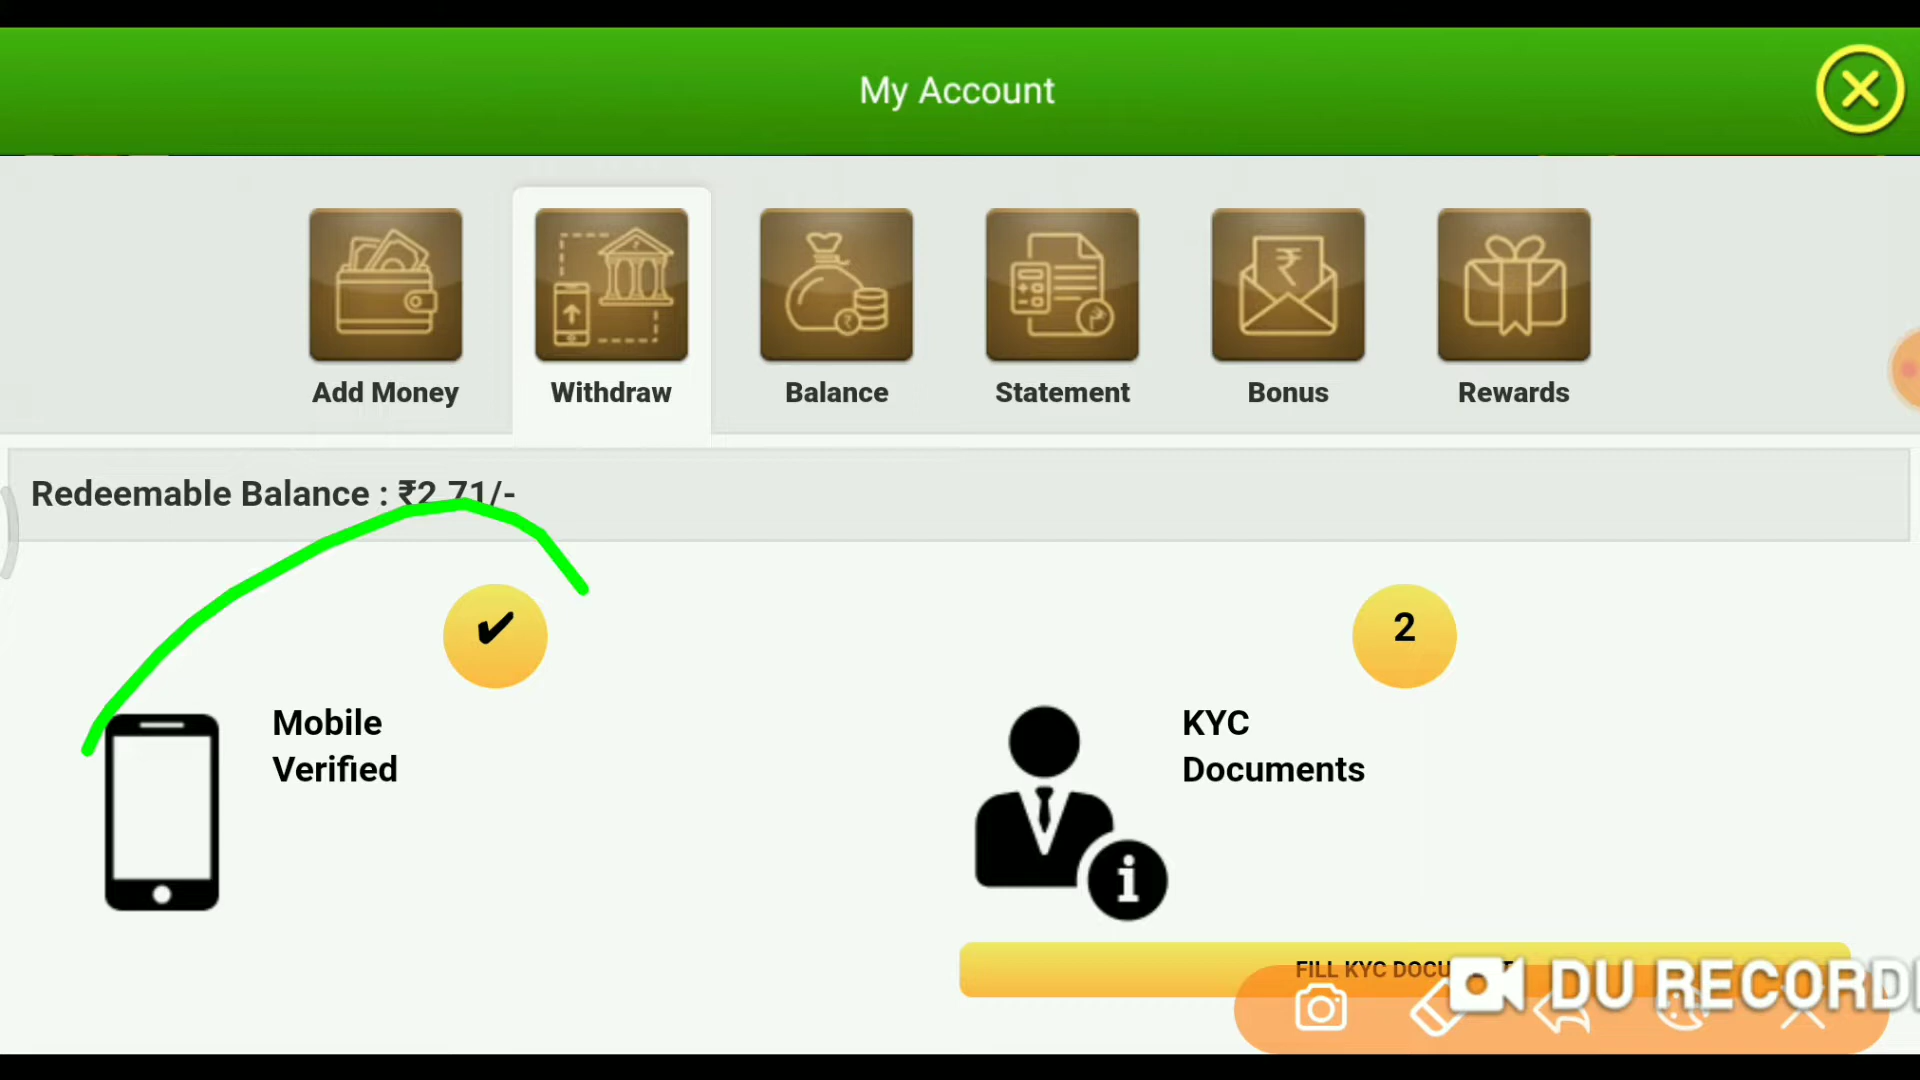 My Account
Add Money
Withdraw
Balance
Statement
Bonus
Rewards
Redeemable Balance : ₹2.71/-
✔
2
Mobile
Verified
KYC
Documents
FILL KYC
DU RECORD